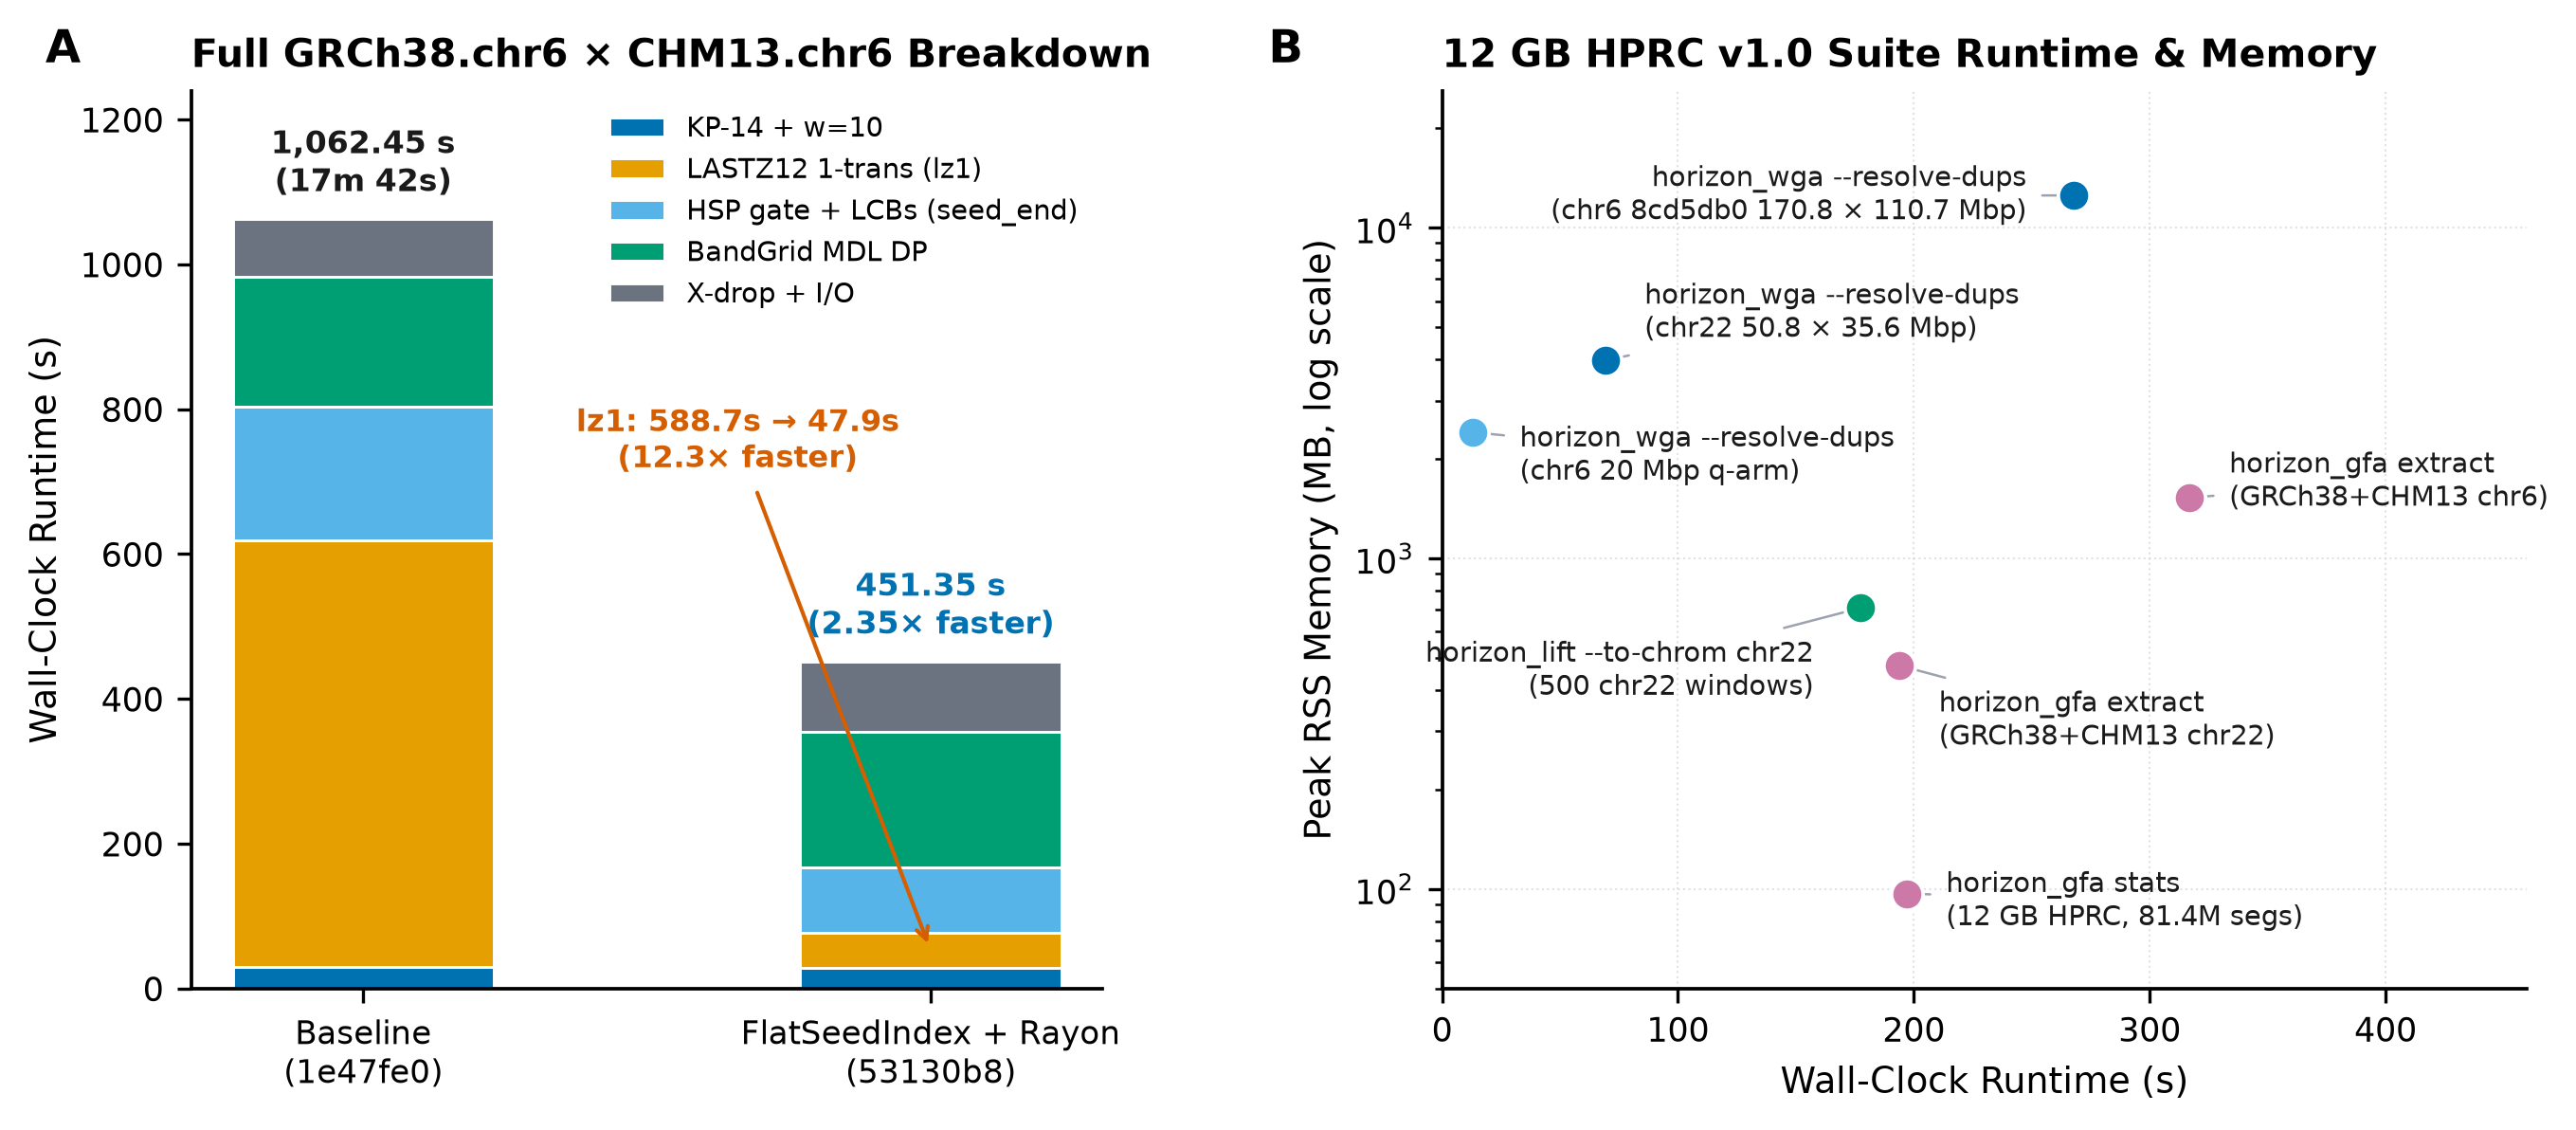 A
Full GRCh38.chr6 × CHM13.chr6 Breakdown
Wall-Clock Runtime (s)
1200
1000
800
600
400
200
0
1,062.45 s
(17m 42s)
KP-14 + w=10
LASTZ12 1-trans (lz1)
HSP gate + LCBs (seed_end)
BandGrid MDL DP
X-drop + I/O
lz1: 588.7s → 47.9s
(12.3× faster)
451.35 s
(2.35× faster)
Baseline
(1e47fe0)
FlatSeedIndex + Rayon
(53130b8)
B
12 GB HPRC v1.0 Suite Runtime & Memory
Peak RSS Memory (MB, log scale)
10⁴
10³
10²
horizon_wga --resolve-dups
(chr6 8cd5db0 170.8 × 110.7 Mbp)
horizon_wga --resolve-dups
(chr22 50.8 × 35.6 Mbp)
horizon_wga --resolve-dups
(chr6 20 Mbp q-arm)
horizon_gfa extract
(GRCh38+CHM13 chr6)
horizon_lift --to-chrom chr22
(500 chr22 windows)
horizon_gfa extract
(GRCh38+CHM13 chr22)
horizon_gfa stats
(12 GB HPRC, 81.4M segs)
0
100
200
300
400
Wall-Clock Runtime (s)